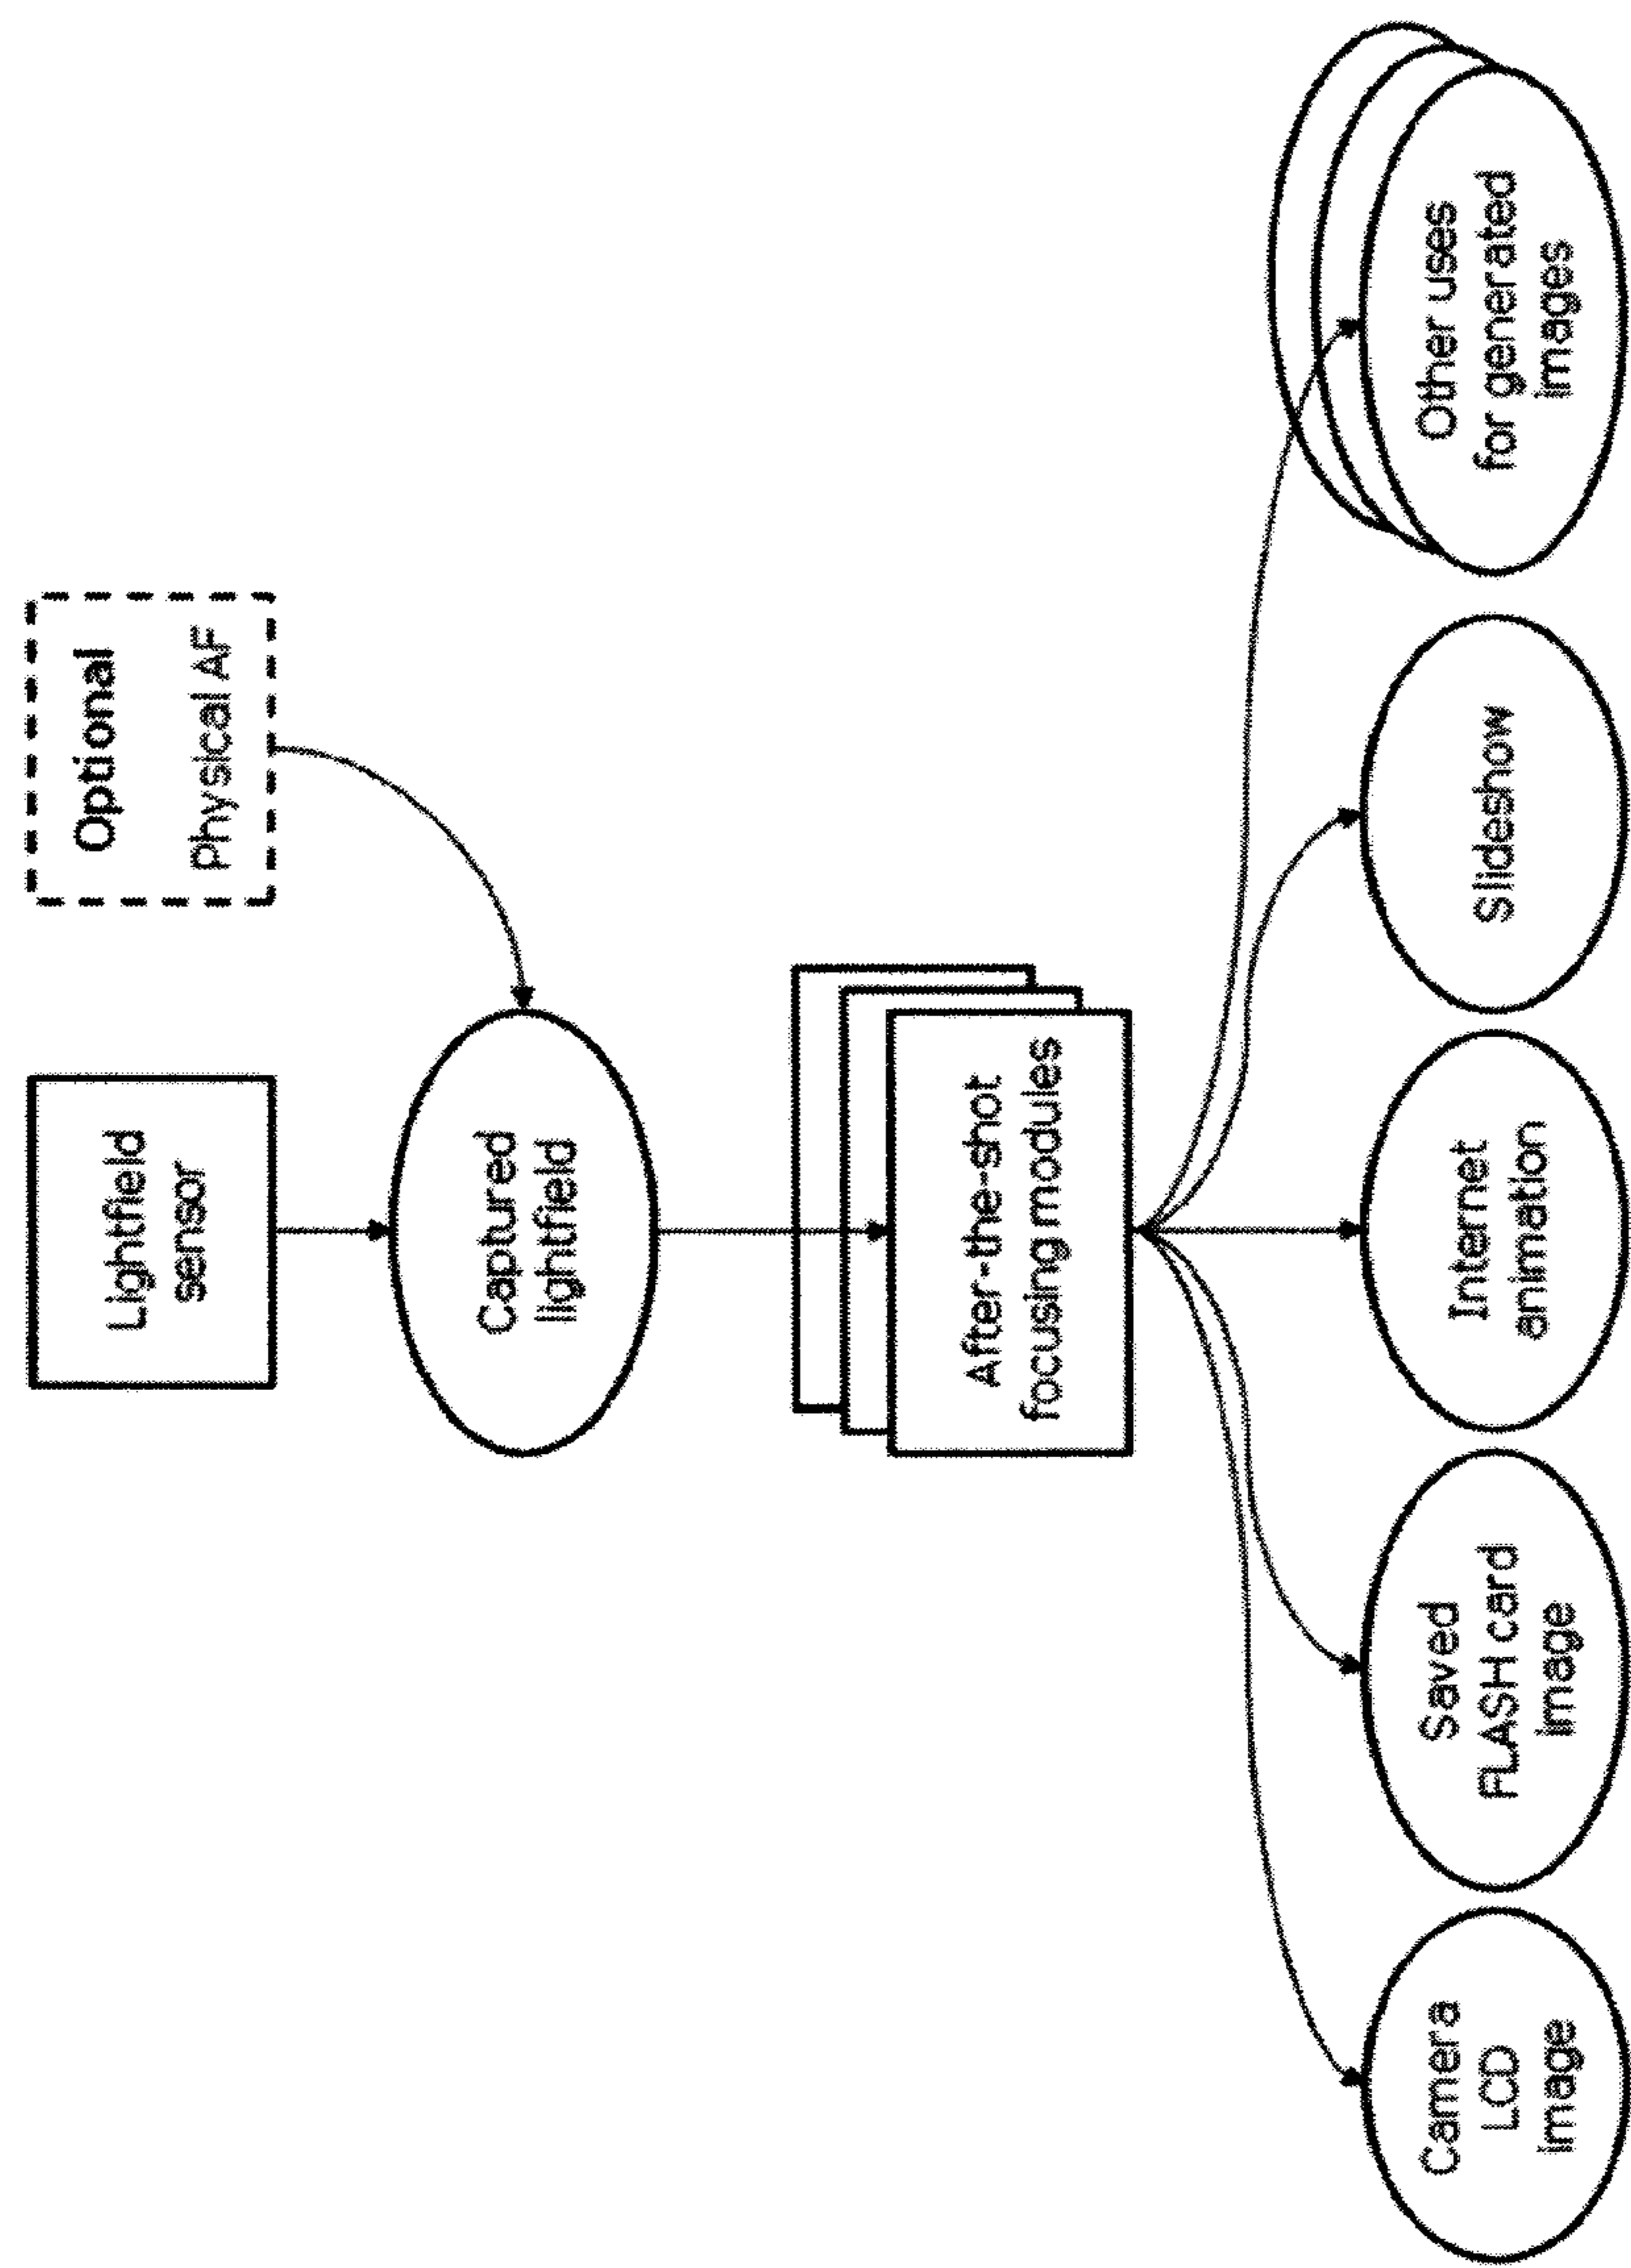 Lightfield
sensor
Optional
Physical AF
Captured
lightfield
After-the-shot
focusing modules
Camera
LCD
image
Saved
FLASH card
image
Internet
animation
Slideshow
Other uses
for generated
images